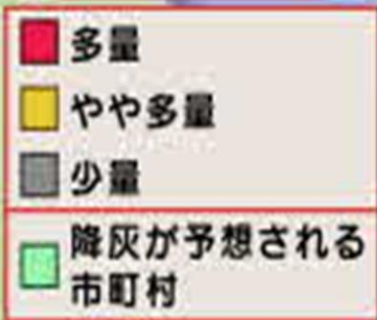 多量
やや多量
少量
降灰が予想される
市町村